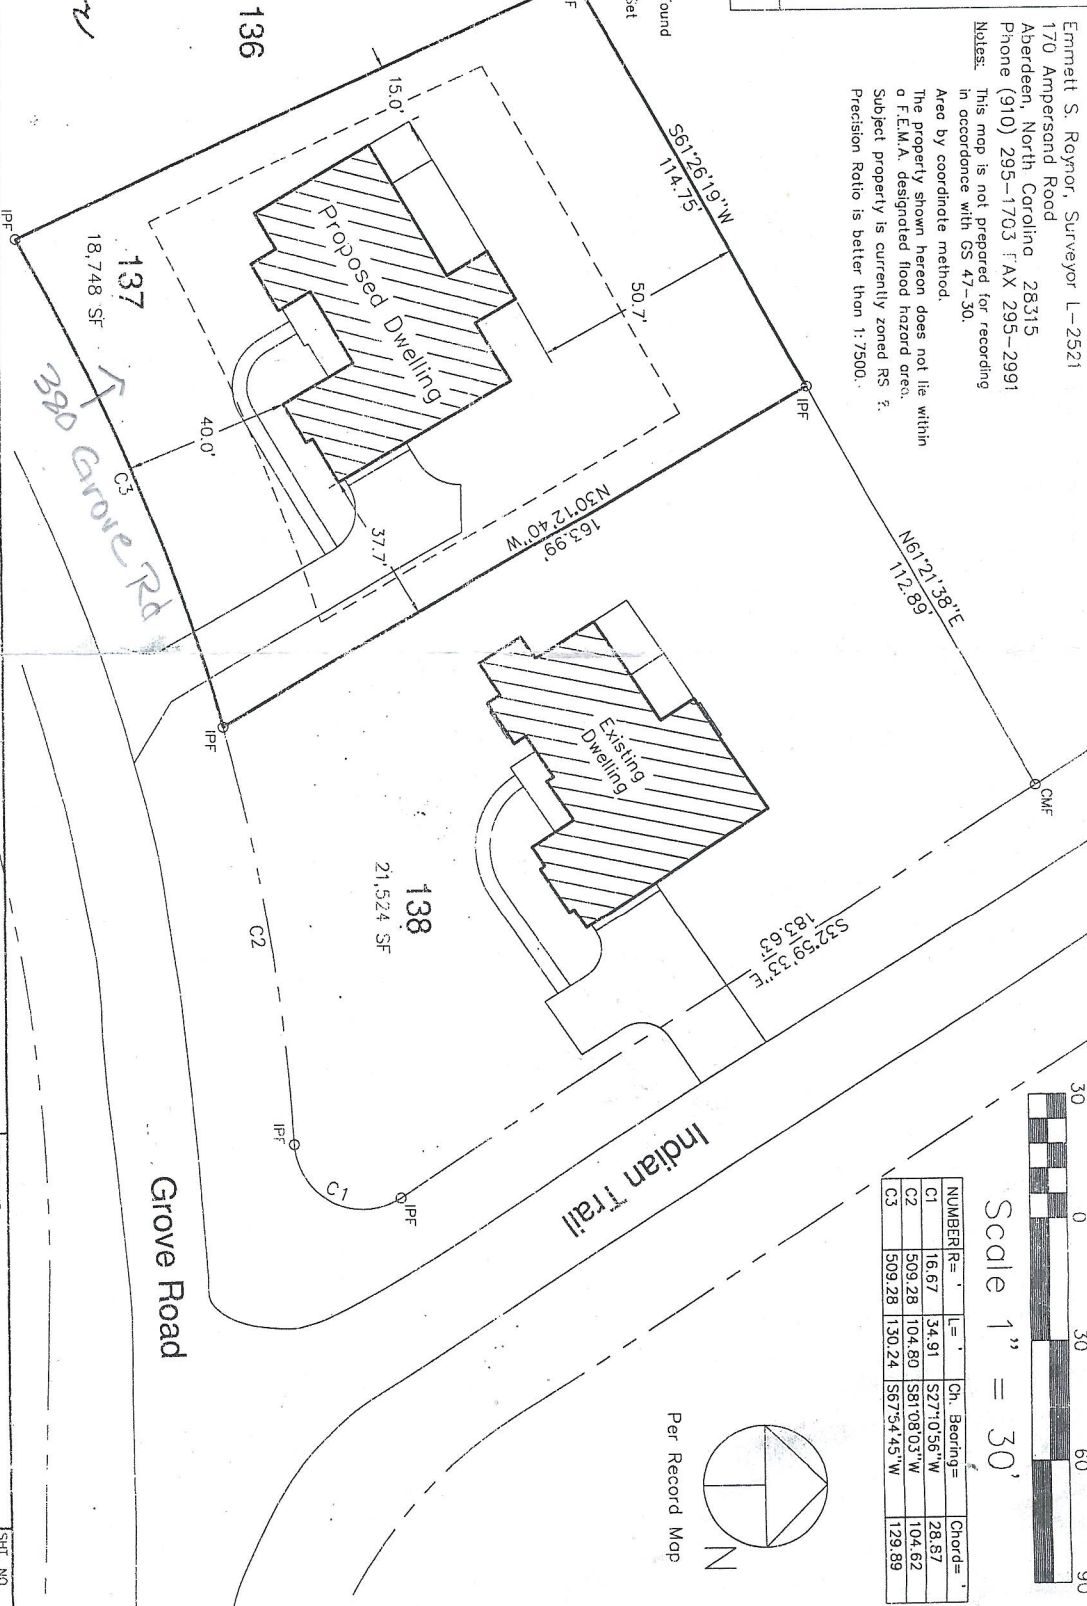 Emmett S. Raynor, Surveyor L-2521
170 Ampersand Road
Aberdeen, North Carolina 28315
Phone (910) 295-1703 FAX 295-2991
Notes: This map is not prepared for recording
in accordance with GS 47-30.
Area by coordinate method.
The property shown hereon does not lie within
a F.E.M.A. designated flood hazard area.
Subject property is currently zoned RS
Precision Ratio is better than 1:7500.
ound
Set
136
15.0'
S61°26'19"W
114.75'
50.7'
IPF
Proposed Dwelling
137
18,748 SF
IPF
380 Grove Rd
40.0'
C3
37.7'
N30°12'40"W
163.99'
IPF
N61°21'38"E
112.89'
CMF
Existing
Dwelling
138
21,524 SF
S32°59'33"E
183.63'
C2
IPF
C1
IPF
Indian Trail
Grove Road
30 0 30 60 90
Scale 1" = 30'
NUMBER R= ' L= ' Ch. Bearing= Chord= '
C1 16.67 34.91 S27°10'56"W 28.87
C2 509.28 104.80 S81°08'03"W 104.62
C3 509.28 130.24 S67°54'45"W 129.89
N
Per Record Map
SHT NO